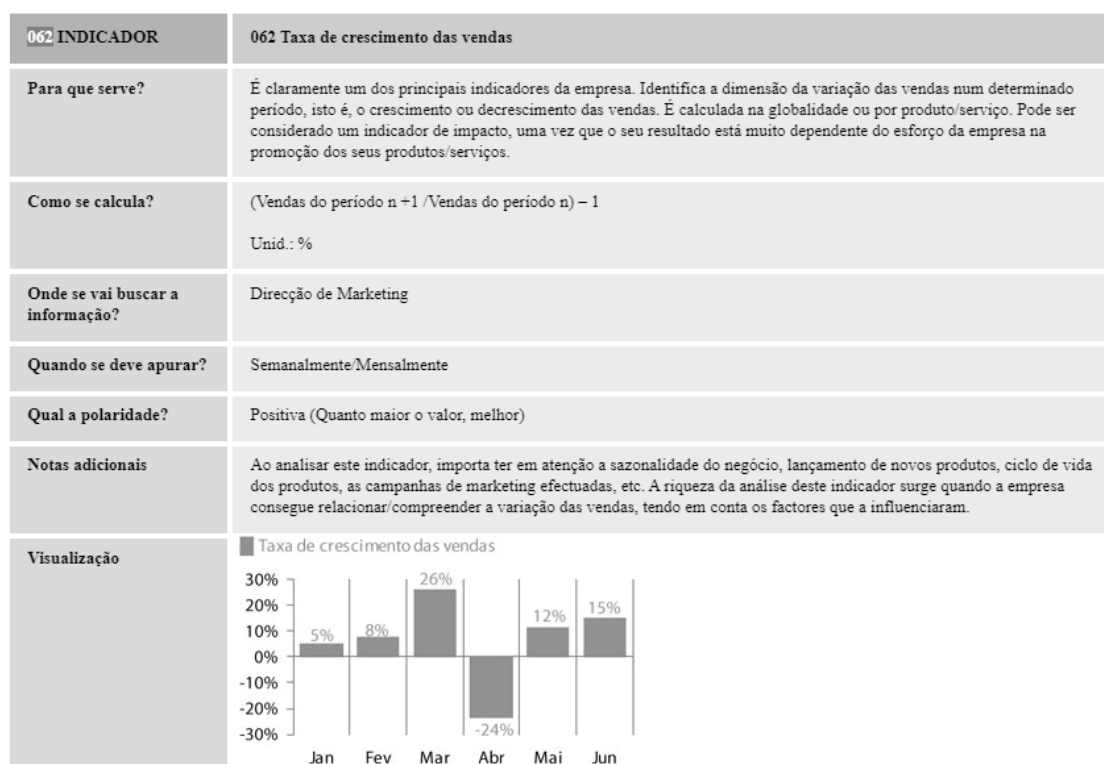 062 INDICADOR
062 Taxa de crescimento das vendas
Para que serve?
É claramente um dos principais indicadores da empresa. Identifica a dimensão da variação das vendas num determinado
período, isto é, o crescimento ou decrescimento das vendas. É calculada na globalidade ou por produto/serviço. Pode ser
considerado um indicador de impacto, uma vez que o seu resultado está muito dependente do esforço da empresa na
promoção dos seus produtos/serviços.
Como se calcula?
(Vendas do período n +1 /Vendas do período n) – 1
Unid.: %
Onde se vai buscar a
informação?
Direcção de Marketing
Quando se deve apurar?
Semanalmente/Mensalmente
Qual a polaridade?
Positiva (Quanto maior o valor, melhor)
Notas adicionais
Ao analisar este indicador, importa ter em atenção a sazonalidade do negócio, lançamento de novos produtos, ciclo de vida
dos produtos, as campanhas de marketing efectuadas, etc. A riqueza da análise deste indicador surge quando a empresa
consegue relacionar/compreender a variação das vendas, tendo em conta os factores que a influenciaram.
Visualização
Taxa de crescimento das vendas
30%
20%
10%
0%
-10%
-20%
-30%
5%
8%
26%
-24%
12%
15%
Jan Fev Mar Abr Mai Jun